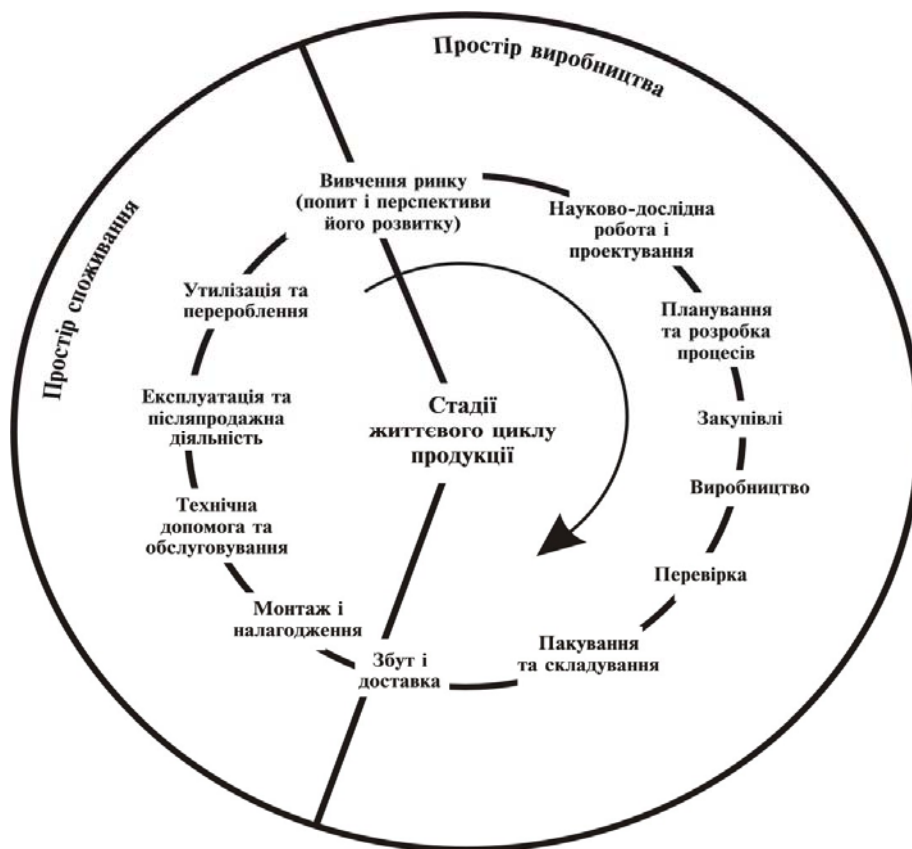 Простір виробництва
Простір споживання
Вивчення ринку
(попит і перспективи
його розвитку)
Науково-дослідна
робота і
проектування
Планування
та розробка
процесів
Закупівлі
Виробництво
Перевірка
Пакування
та складування
Збут і
доставка
Монтаж і
налагодження
Технічна
допомога та
обслуговування
Експлуатація та
післяпродажна
діяльність
Утилізація та
перероблення
Стадії
життєвого циклу
продукції